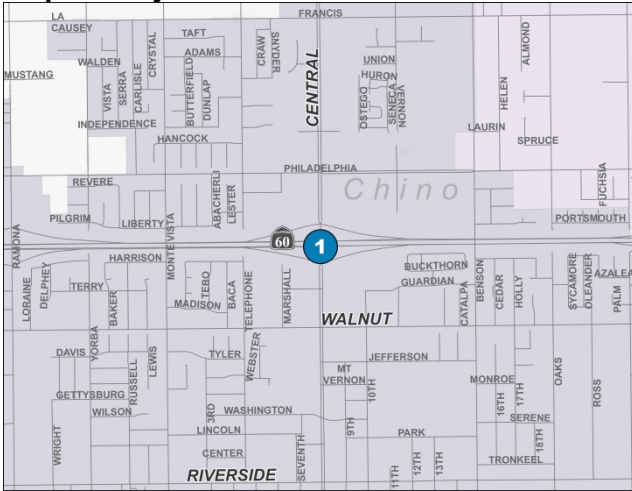 LA
CAUSEY
FRANCIS
TAFT
ADAMS
CRYSTAL
CRAW
SNYDER
CENTRAL
UNION
HURON
ALMOND
MUSTANG
WALDEN
VISTA
SERRA
CARLISLE
BUTTERFIELD
DUNLAP
OSTEGO
SENECA
VERNON
HELEN
INDEPENDENCE
HANCOCK
LAURIN
SPRUCE
PHILADELPHIA
REVERE
ABACHERLI
LESTER
Chino
FUCHSIA
PILGRIM
LIBERTY
PORTSMOUTH
RAMONA
MONTE VISTA
60
1
HARRISON
BUCKTHORN
GUARDIAN
LORAINE
DELPHEY
TERRY
BAKER
TEBO
MADISON
BACA
TELEPHONE
MARSHALL
CATALPA
BENSON
CEDAR
HOLLY
SYCAMORE
OLEANDER
AZALEA
PALM
WALNUT
DAVIS
YORBA
RUSSELL
LEWIS
TYLER
WEBSTER
MT
VERNON
JEFFERSON
10TH
MONROE
OAKS
ROSS
GETTYSBURG
WILSON
3RD
WASHINGTON
16TH
17TH
SERENE
WRIGHT
LINCOLN
9TH
PARK
CENTER
SEVENTH
11TH
12TH
13TH
18TH
TRONKEEL
RIVERSIDE